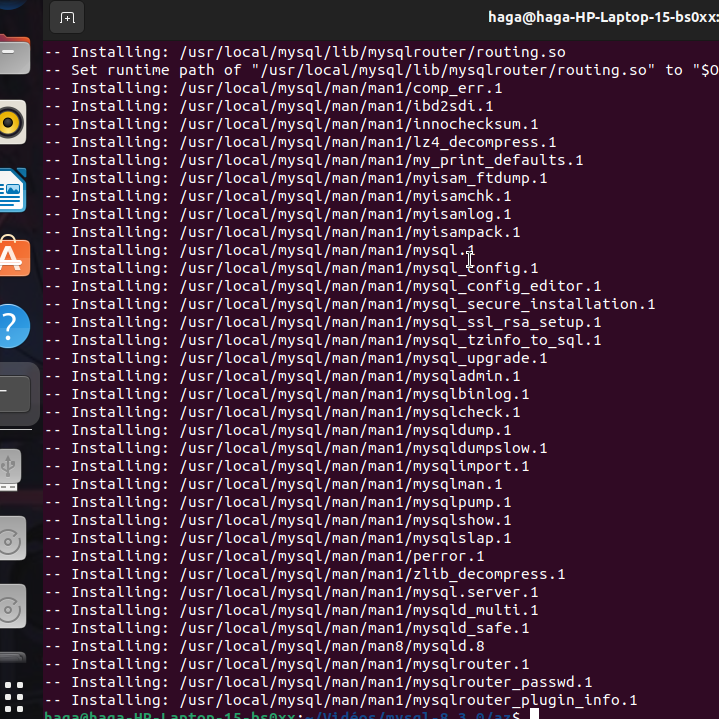 haga@haga-HP-Laptop-15-bs0xx:
-- Installing: /usr/local/mysql/lib/mysqlrouter/routing.so
-- Set runtime path of "/usr/local/mysql/lib/mysqlrouter/routing.so" to "$O
-- Installing: /usr/local/mysql/man/man1/comp_err.1
-- Installing: /usr/local/mysql/man/man1/ibd2sdi.1
-- Installing: /usr/local/mysql/man/man1/innochecksum.1
-- Installing: /usr/local/mysql/man/man1/lz4_decompress.1
-- Installing: /usr/local/mysql/man/man1/my_print_defaults.1
-- Installing: /usr/local/mysql/man/man1/myisam_ftdump.1
-- Installing: /usr/local/mysql/man/man1/myisamchk.1
-- Installing: /usr/local/mysql/man/man1/myisamlog.1
-- Installing: /usr/local/mysql/man/man1/myisampack.1
-- Installing: /usr/local/mysql/man/man1/mysql.1
-- Installing: /usr/local/mysql/man/man1/mysql_config.1
-- Installing: /usr/local/mysql/man/man1/mysql_config_editor.1
-- Installing: /usr/local/mysql/man/man1/mysql_secure_installation.1
-- Installing: /usr/local/mysql/man/man1/mysql_ssl_rsa_setup.1
-- Installing: /usr/local/mysql/man/man1/mysql_tzinfo_to_sql.1
-- Installing: /usr/local/mysql/man/man1/mysql_upgrade.1
-- Installing: /usr/local/mysql/man/man1/mysqladmin.1
-- Installing: /usr/local/mysql/man/man1/mysqlbinlog.1
-- Installing: /usr/local/mysql/man/man1/mysqlcheck.1
-- Installing: /usr/local/mysql/man/man1/mysqldump.1
-- Installing: /usr/local/mysql/man/man1/mysqldumpslow.1
-- Installing: /usr/local/mysql/man/man1/mysqlimport.1
-- Installing: /usr/local/mysql/man/man1/mysqlman.1
-- Installing: /usr/local/mysql/man/man1/mysqlpump.1
-- Installing: /usr/local/mysql/man/man1/mysqlshow.1
-- Installing: /usr/local/mysql/man/man1/mysqlslap.1
-- Installing: /usr/local/mysql/man/man1/perror.1
-- Installing: /usr/local/mysql/man/man1/zlib_decompress.1
-- Installing: /usr/local/mysql/man/man1/mysql.server.1
-- Installing: /usr/local/mysql/man/man1/mysqld_multi.1
-- Installing: /usr/local/mysql/man/man1/mysqld_safe.1
-- Installing: /usr/local/mysql/man/man8/mysqld.8
-- Installing: /usr/local/mysql/man/man1/mysqlrouter.1
-- Installing: /usr/local/mysql/man/man1/mysqlrouter_passwd.1
-- Installing: /usr/local/mysql/man/man1/mysqlrouter_plugin_info.1
haga@haga-HP-Laptop-15-bs0xx:~/Vidéos/mysql-8.3.0/az$